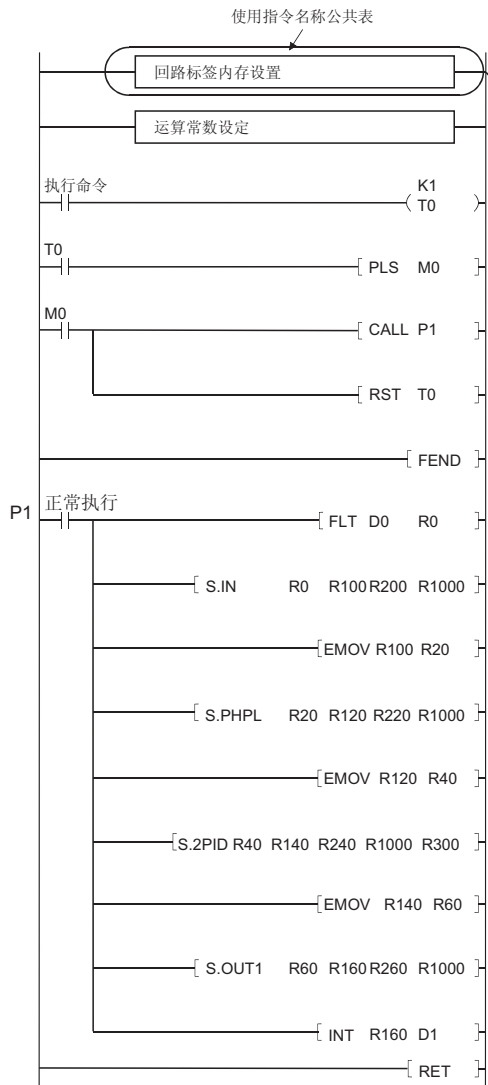 使用指令名称公共表
回路标签内存设置
运算常数设定
执行命令
K1
T0
T0
PLS M0
M0
CALL P1
RST T0
FEND
P1 正常执行
FLT D0 R0
S.IN R0 R100 R200 R1000
EMOV R100 R20
S.PHPL R20 R120 R220 R1000
EMOV R120 R40
S.2PID R40 R140 R240 R1000 R300
EMOV R140 R60
S.OUT1 R60 R160 R260 R1000
INT R160 D1
RET